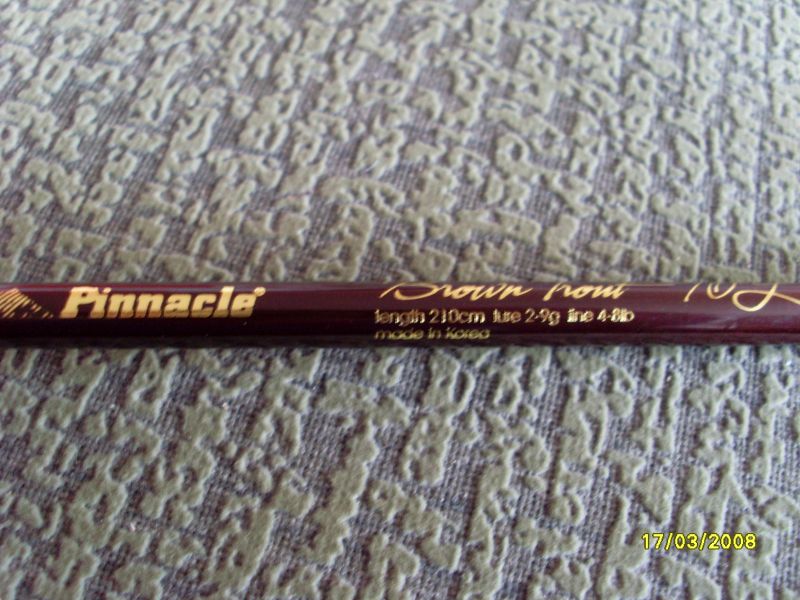 Pinnacle®
Brown Trout
length 210cm lure 2-9g line 4-8lb
made in Korea
17/03/2008